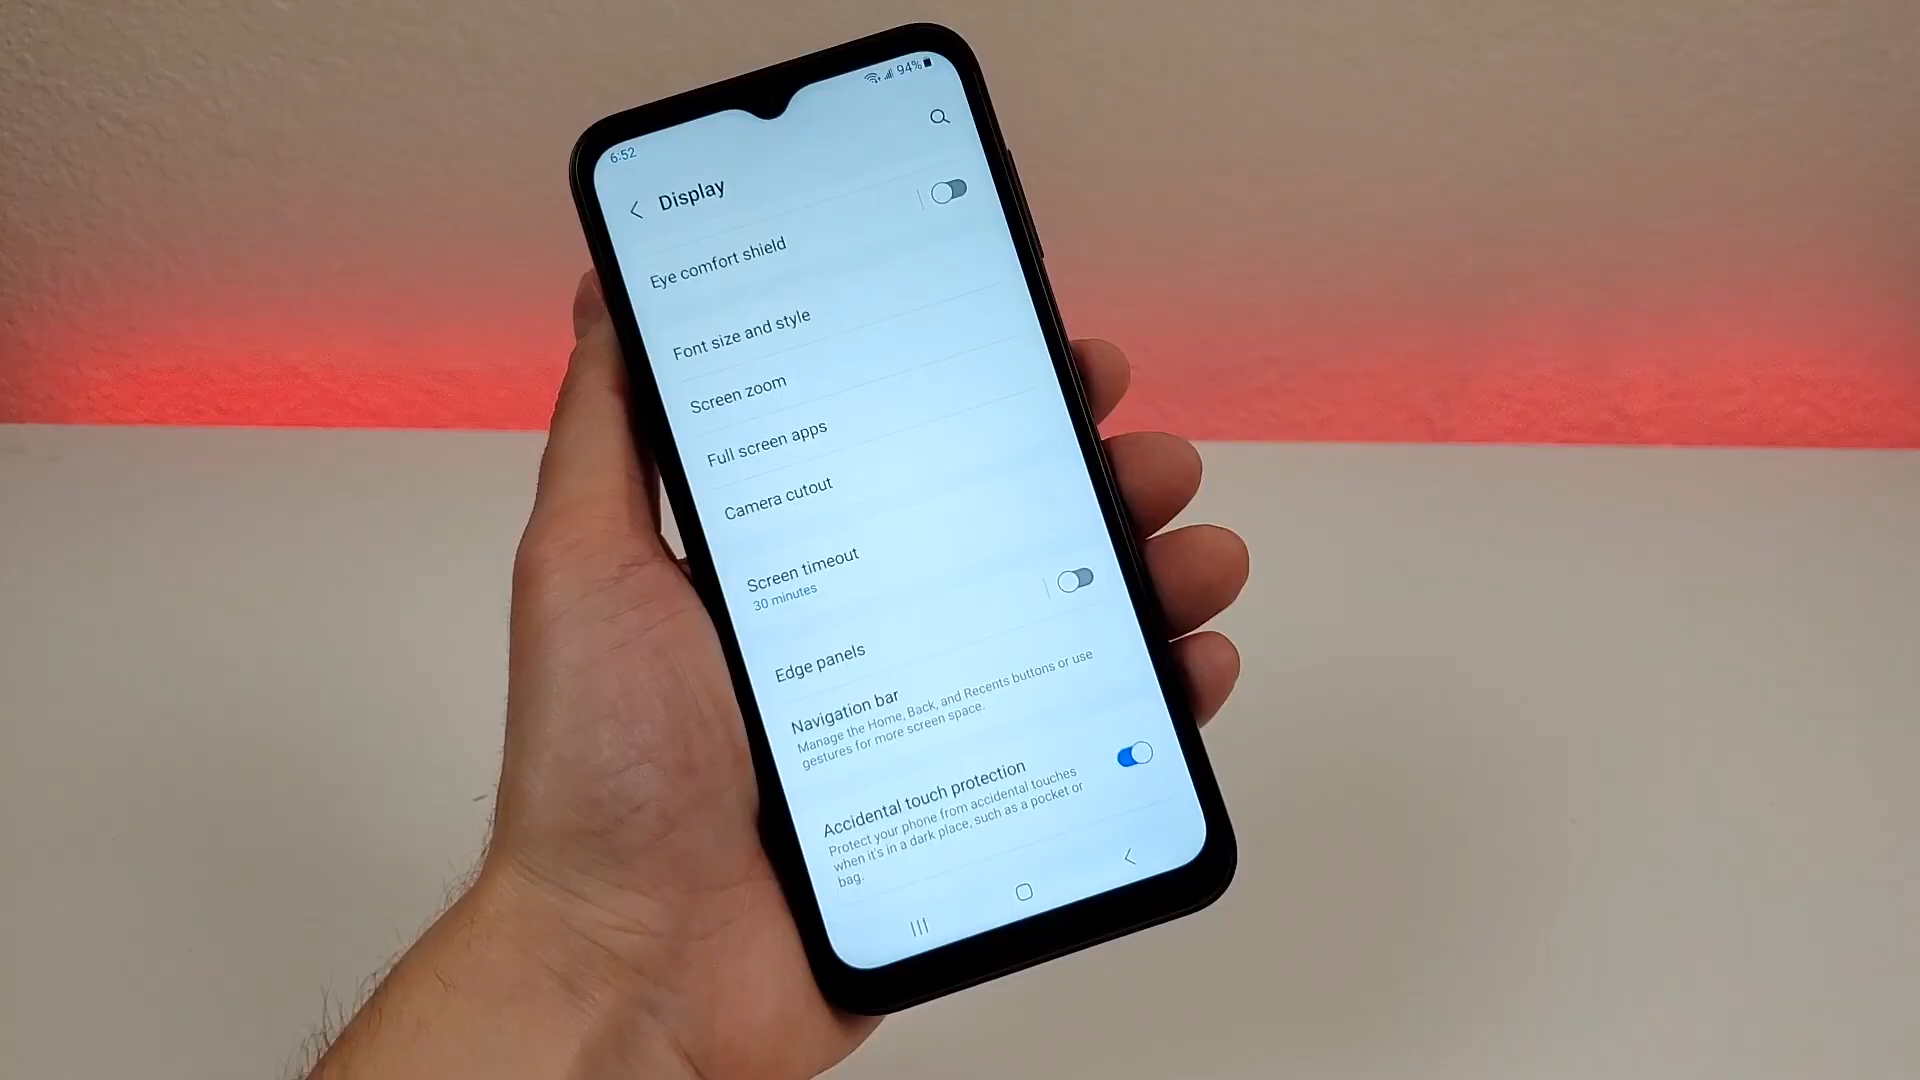 6:52
94%
Display
Eye comfort shield
Font size and style
Screen zoom
Full screen apps
Camera cutout
Screen timeout
30 minutes
Edge panels
Navigation bar
Manage the Home, Back, and Recents buttons or use
gestures for more screen space.
Accidental touch protection
Protect your phone from accidental touches
when it's in a dark place, such as a pocket or
bag.